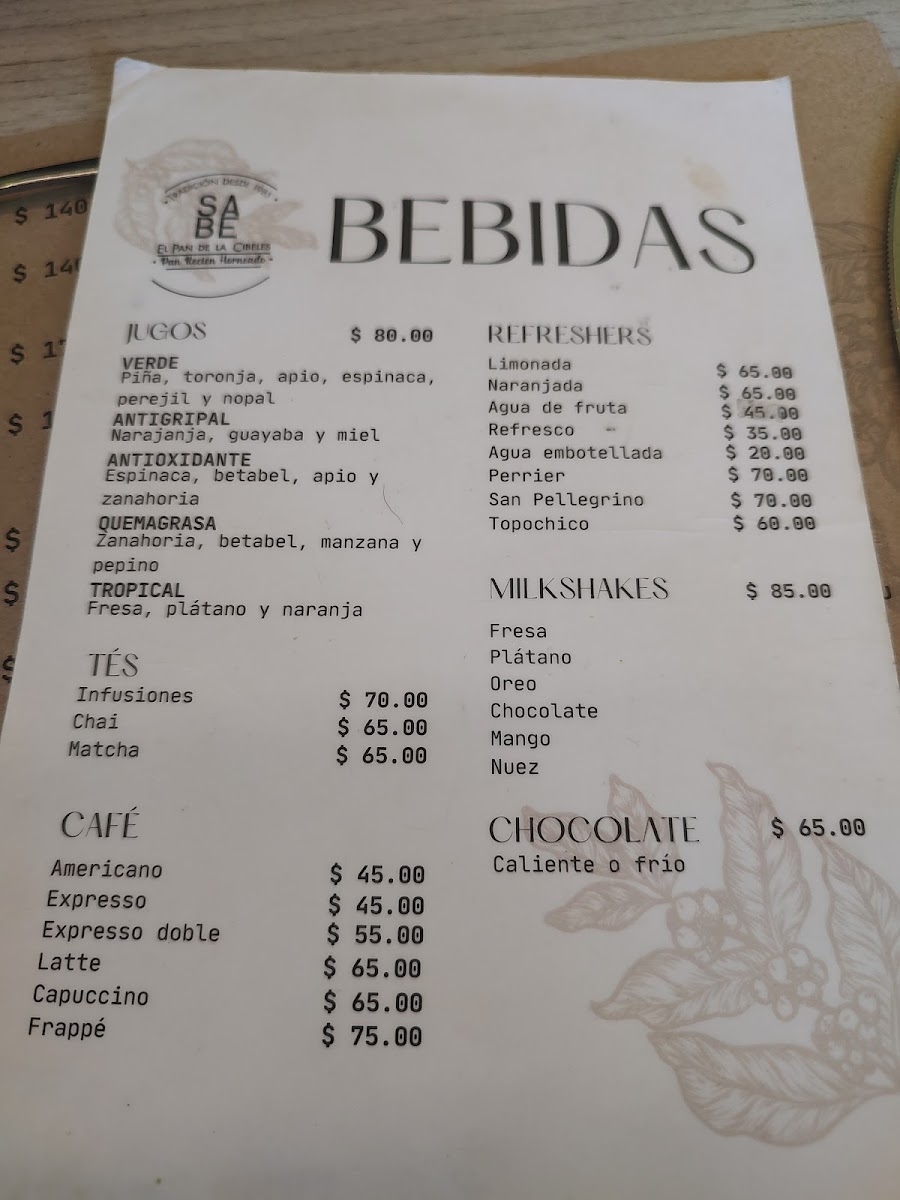 TRADICIÓN DESDE
SA
BE
EL PAN DE LA CIBELES
Pan Recién Horneado
BEBIDAS
JUGOS $ 80.00
VERDE
Piña, toronja, apio, espinaca,
perejil y nopal
ANTIGRIPAL
Narajanja, guayaba y miel
ANTIOXIDANTE
Espinaca, betabel, apio y
zanahoria
QUEMAGRASA
Zanahoria, betabel, manzana y
pepino
TROPICAL
Fresa, plátano y naranja
TÉS
Infusiones $ 70.00
Chai $ 65.00
Matcha $ 65.00
CAFÉ
Americano $ 45.00
Expresso $ 45.00
Expresso doble $ 55.00
Latte $ 65.00
Capuccino $ 65.00
Frappé $ 75.00
REFRESHERS
Limonada $ 65.00
Naranjada $ 65.00
Agua de fruta $ 45.00
Refresco $ 35.00
Agua embotellada $ 20.00
Perrier $ 70.00
San Pellegrino $ 70.00
Topochico $ 60.00
MILKSHAKES $ 85.00
Fresa
Plátano
Oreo
Chocolate
Mango
Nuez
CHOCOLATE $ 65.00
Caliente o frío
$ 140